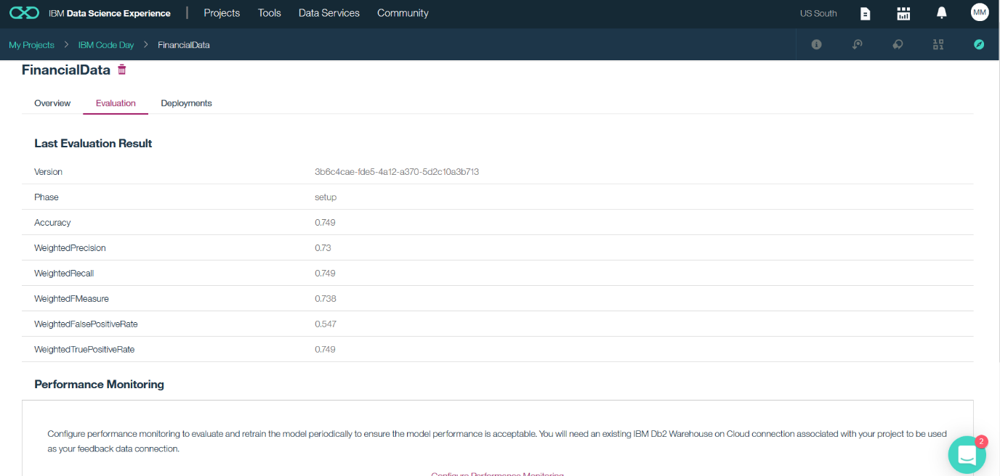 IBM Data Science Experience | Projects Tools Data Services Community US South MM
My Projects > IBM Code Day > FinancialData
FinancialData
Overview Evaluation Deployments
Last Evaluation Result
Version 3b6c4cae-fde5-4a12-a370-5d2c10a3b713
Phase setup
Accuracy 0.749
WeightedPrecision 0.73
WeightedRecall 0.749
WeightedFMeasure 0.738
WeightedFalsePositiveRate 0.547
WeightedTruePositiveRate 0.749
Performance Monitoring
Configure performance monitoring to evaluate and retrain the model periodically to ensure the model performance is acceptable. You will need an existing IBM Db2 Warehouse on Cloud connection associated with your project to be used
as your feedback data connection.
2
Configure Performance Monitoring